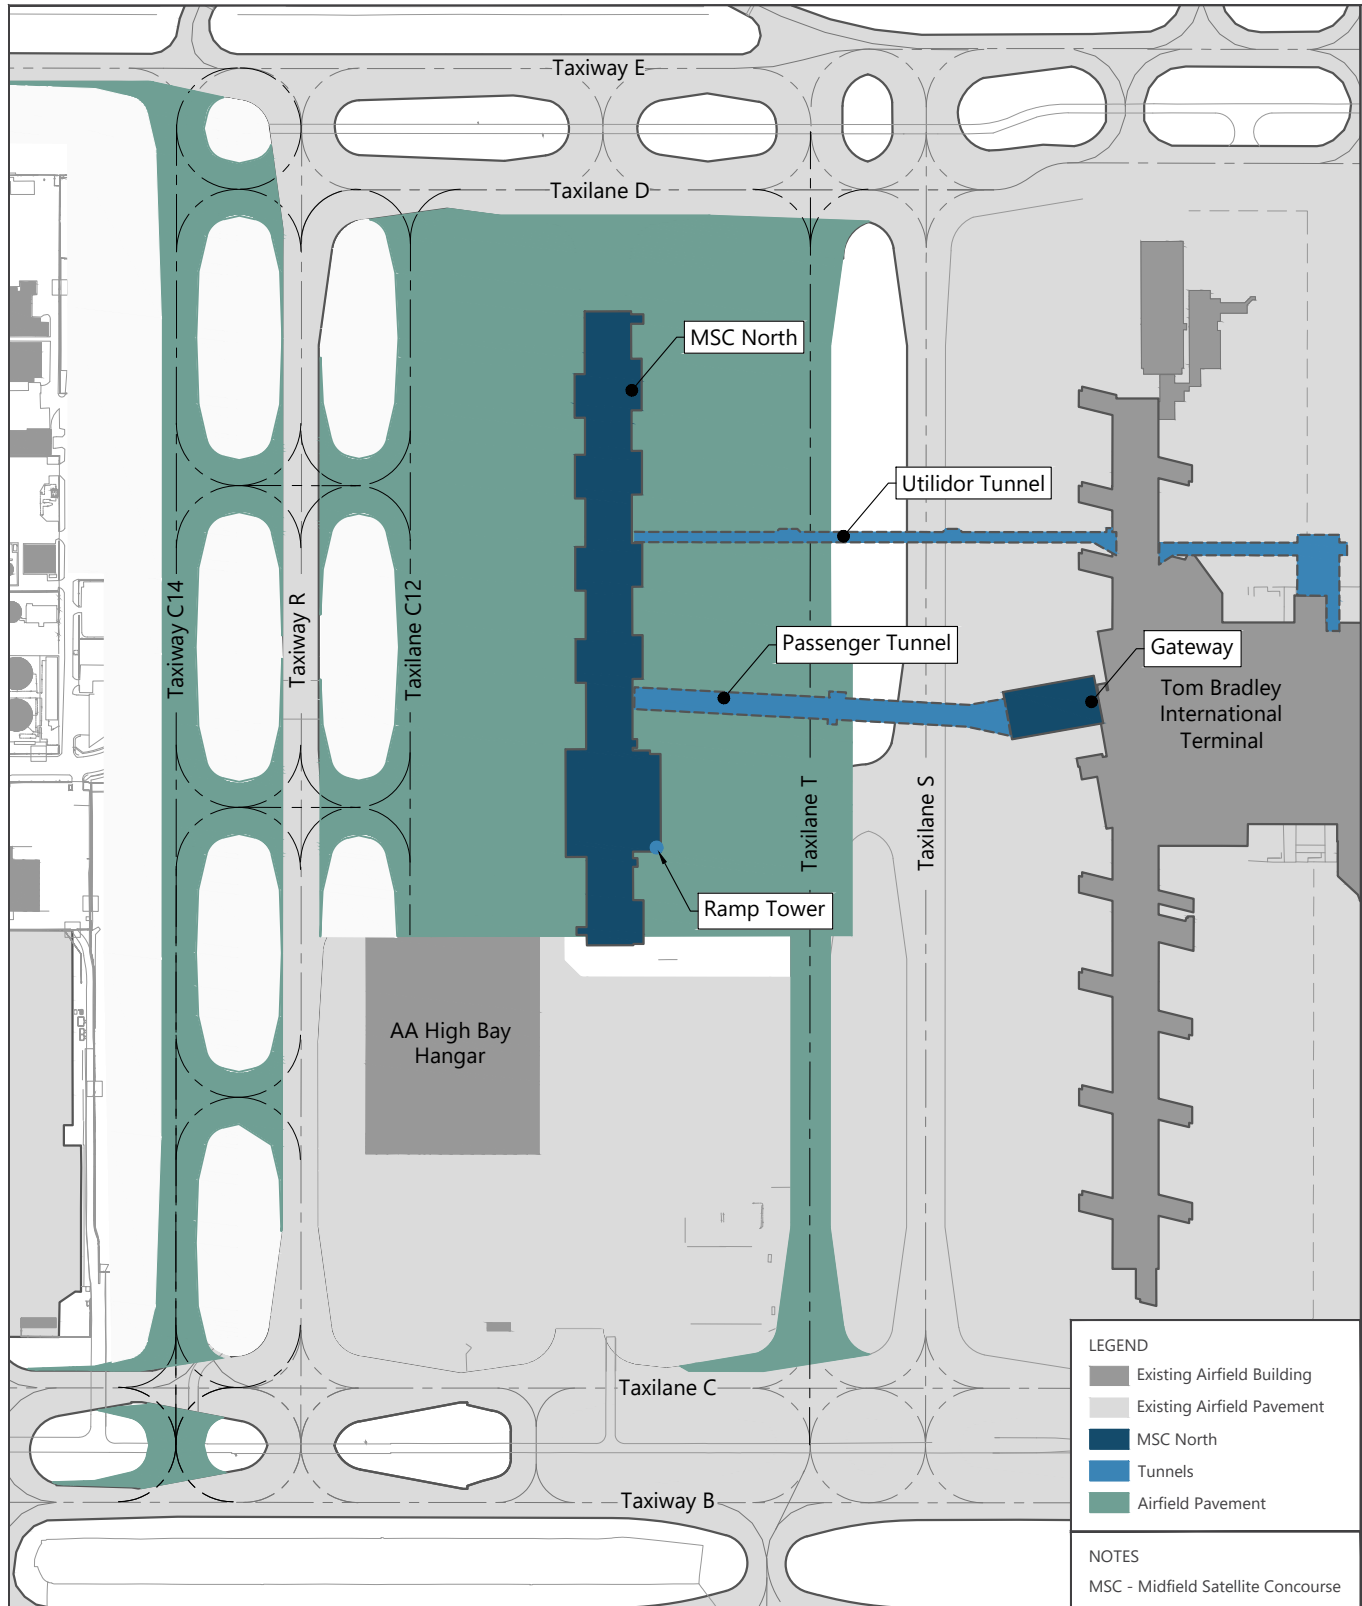 Taxiway E
Taxilane D
MSC North
Utilidor Tunnel
Taxiway C14
Taxiway R
Taxilane C12
Passenger Tunnel
Gateway
Tom Bradley
International
Terminal
Taxilane T
Taxilane S
Ramp Tower
AA High Bay
Hangar
Taxilane C
Taxiway B
LEGEND
Existing Airfield Building
Existing Airfield Pavement
MSC North
Tunnels
Airfield Pavement
NOTES
MSC - Midfield Satellite Concourse